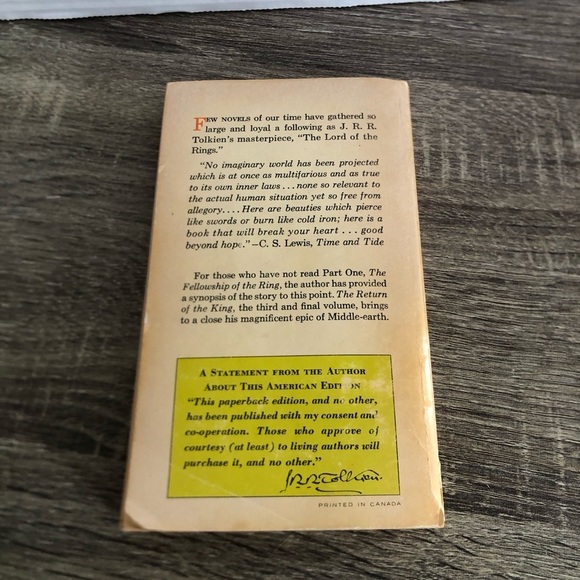 FEW NOVELS of our time have gathered so
large and loyal a following as J. R. R.
Tolkien's masterpiece, "The Lord of the
Rings."
"No imaginary world has been projected
which is at once as multifarious and as true
to its own inner laws . . . none so relevant to
the actual human situation yet so free from
allegory. . . . Here are beauties which pierce
like swords or burn like cold iron; here is a
book that will break your heart . . . good
beyond hope."—C. S. Lewis, Time and Tide
For those who have not read Part One, The
Fellowship of the Ring, the author has provided
a synopsis of the story to this point. The Return
of the King, the third and final volume, brings
to a close his magnificent epic of Middle-earth.
A STATEMENT FROM THE AUTHOR
ABOUT THIS AMERICAN EDITION
"This paperback edition, and no other,
has been published with my consent and
co-operation. Those who approve of
courtesy (at least) to living authors will
purchase it, and no other."
J.R.R. Tolkien
PRINTED IN CANADA